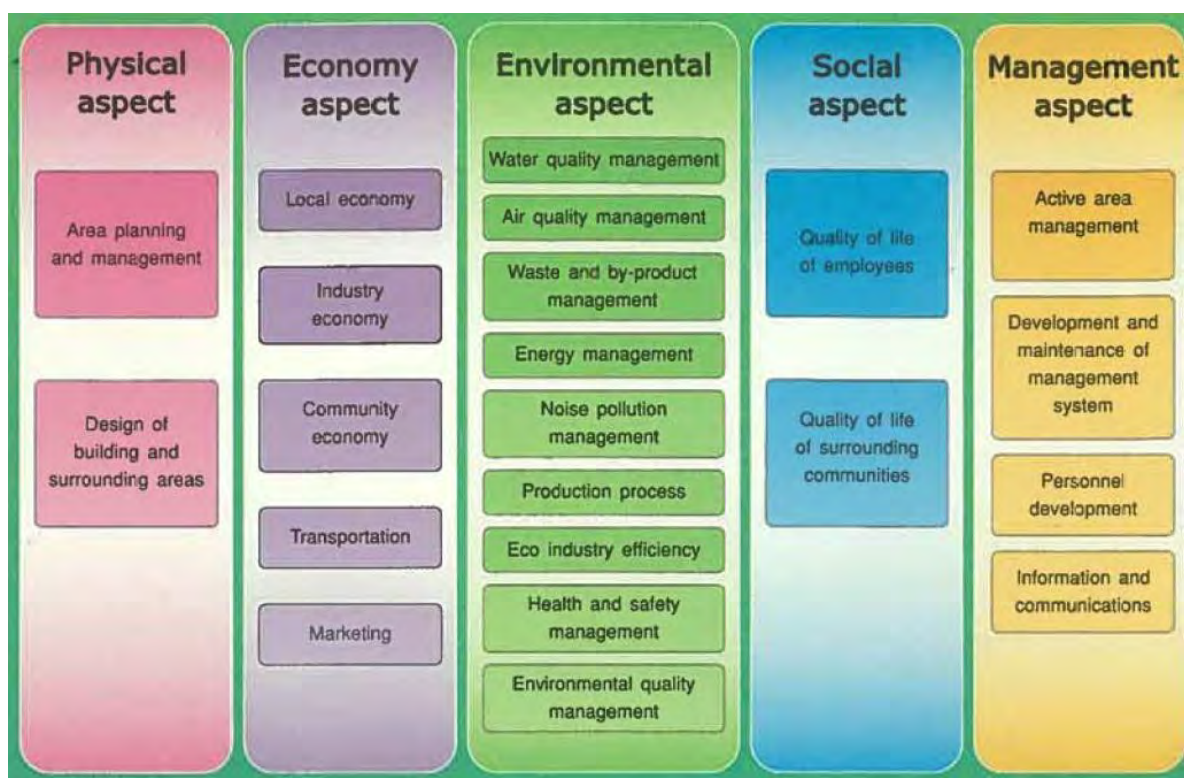 Physical
aspect
Area planning
and management
Design of
building and
surrounding areas
Economy
aspect
Local economy
Industry
economy
Community
economy
Transportation
Marketing
Environmental
aspect
Water quality management
Air quality management
Waste and by-product
management
Energy management
Noise pollution
management
Production process
Eco industry efficiency
Health and safety
management
Environmental quality
management
Social
aspect
Quality of life
of employees
Quality of life
of surrounding
communities
Management
aspect
Active area
management
Development and
maintenance of
management
system
Personnel
development
Information and
communications